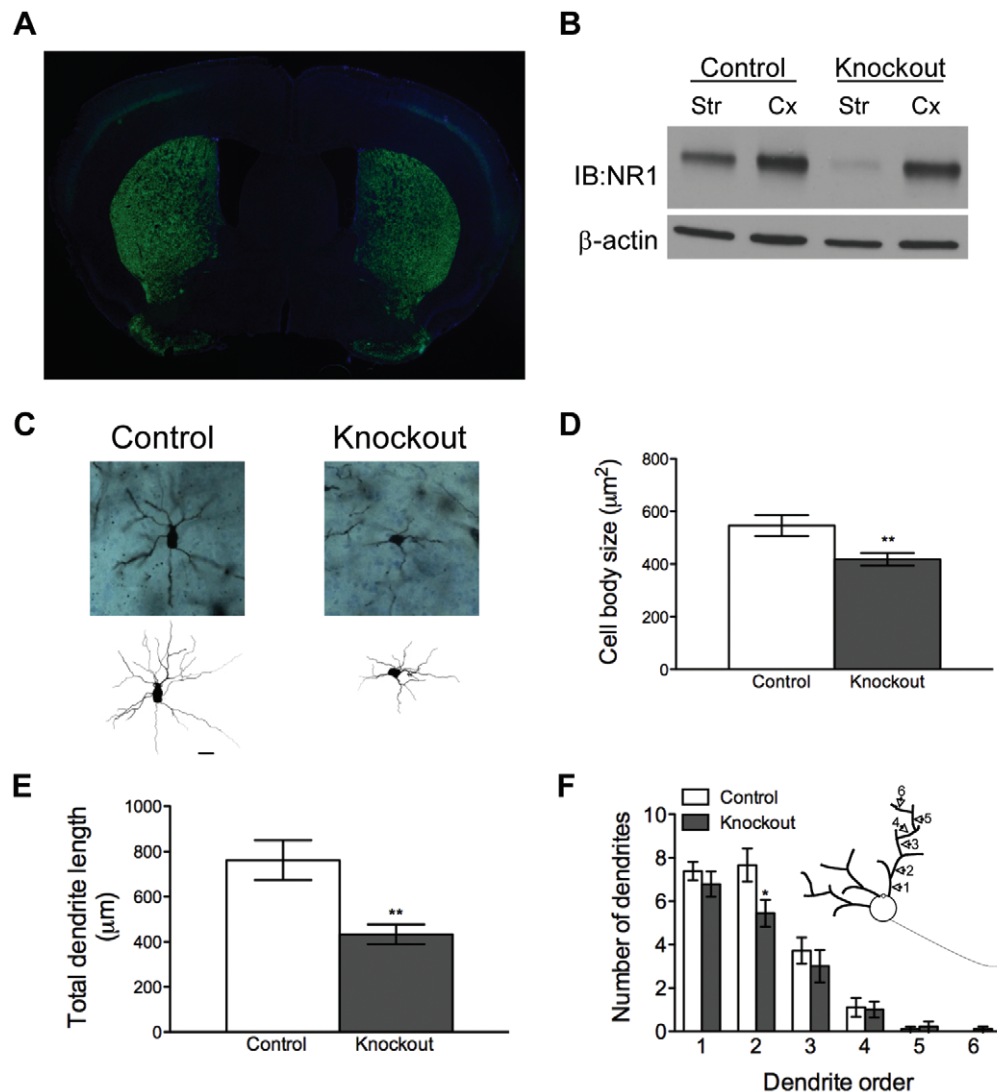 A
B
Control Knockout
Str Cx Str Cx
IB:NR1
β-actin
C
Control Knockout
D
Cell body size (μm²)
800
600
400
200
0
**
Control Knockout
E
Total dendrite length
(μm)
1000
800
600
400
200
0
**
Control Knockout
F
Control
Knockout
Number of dendrites
8
6
4
2
0
*
6
5
4
3
2
1
1 2 3 4 5 6
Dendrite order